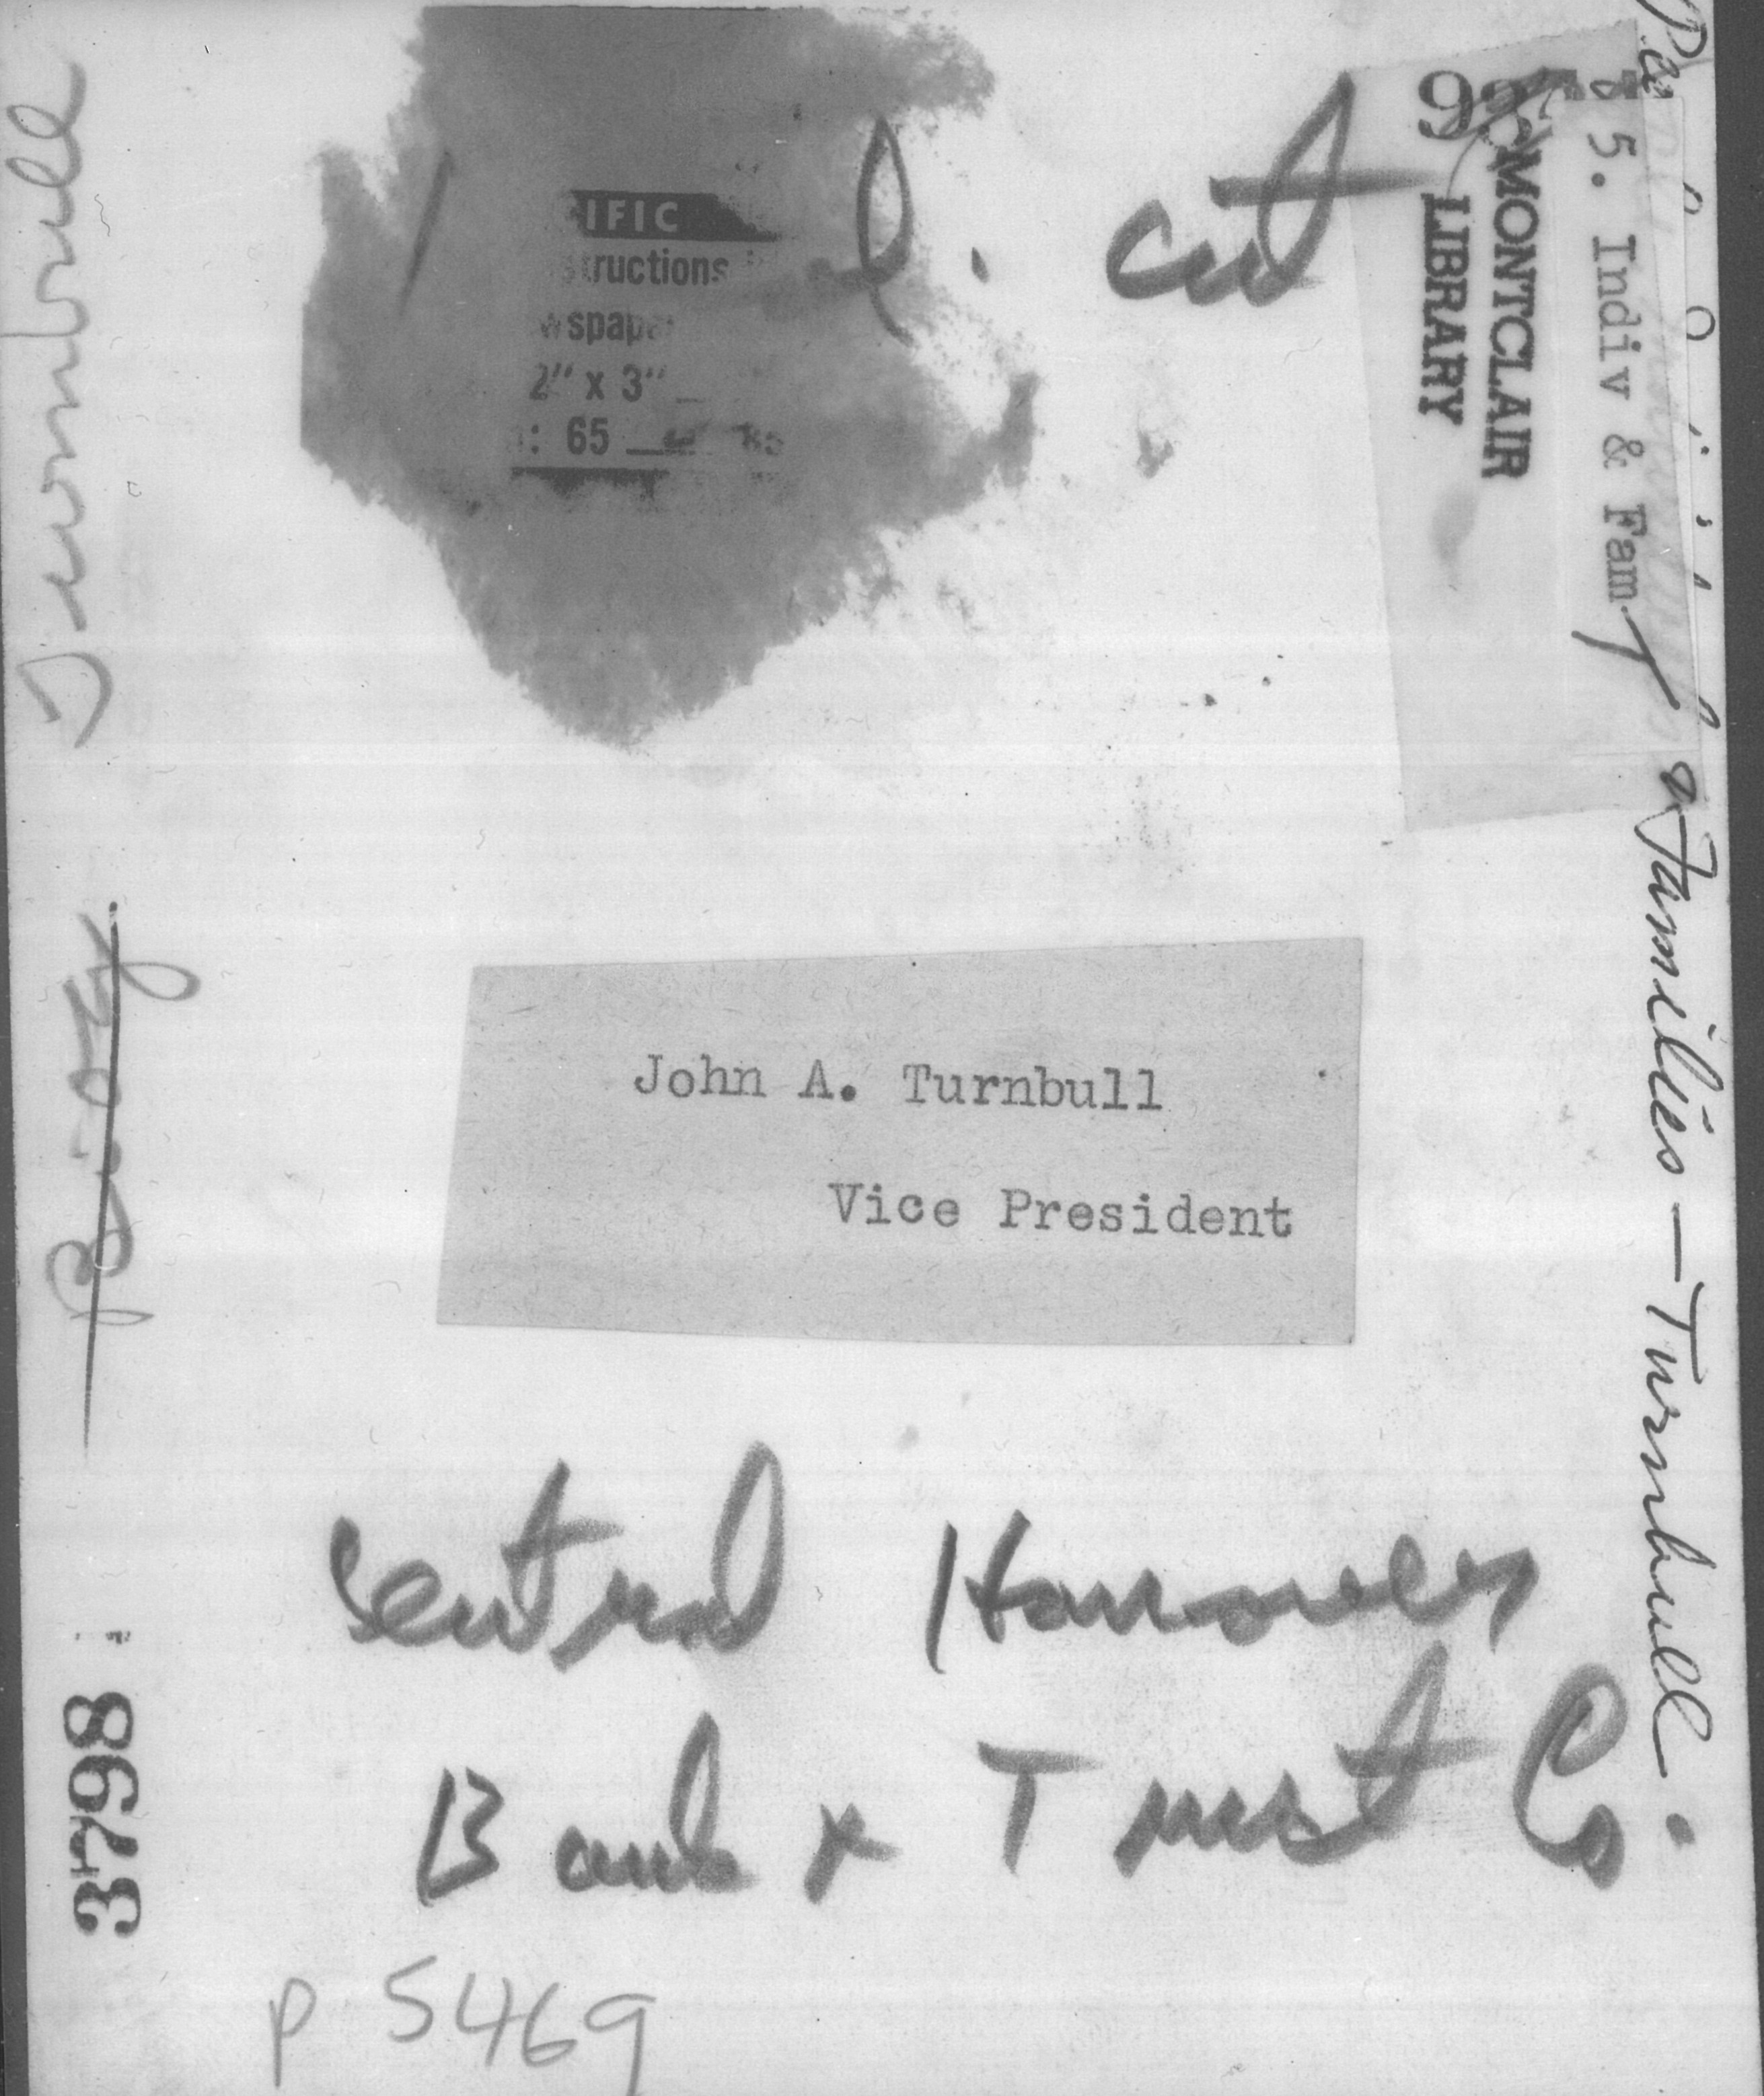 1 col. cut
IFIC
structions
wspape
2" x 3"
: 65
MONTCLAIR
LIBRARY
5. Indiv & Fam
& Families — Turnbull
Turnbull
Biog
John A. Turnbull
Vice President
Central Hanover
Bank & Trust Co.
3798
p 5469